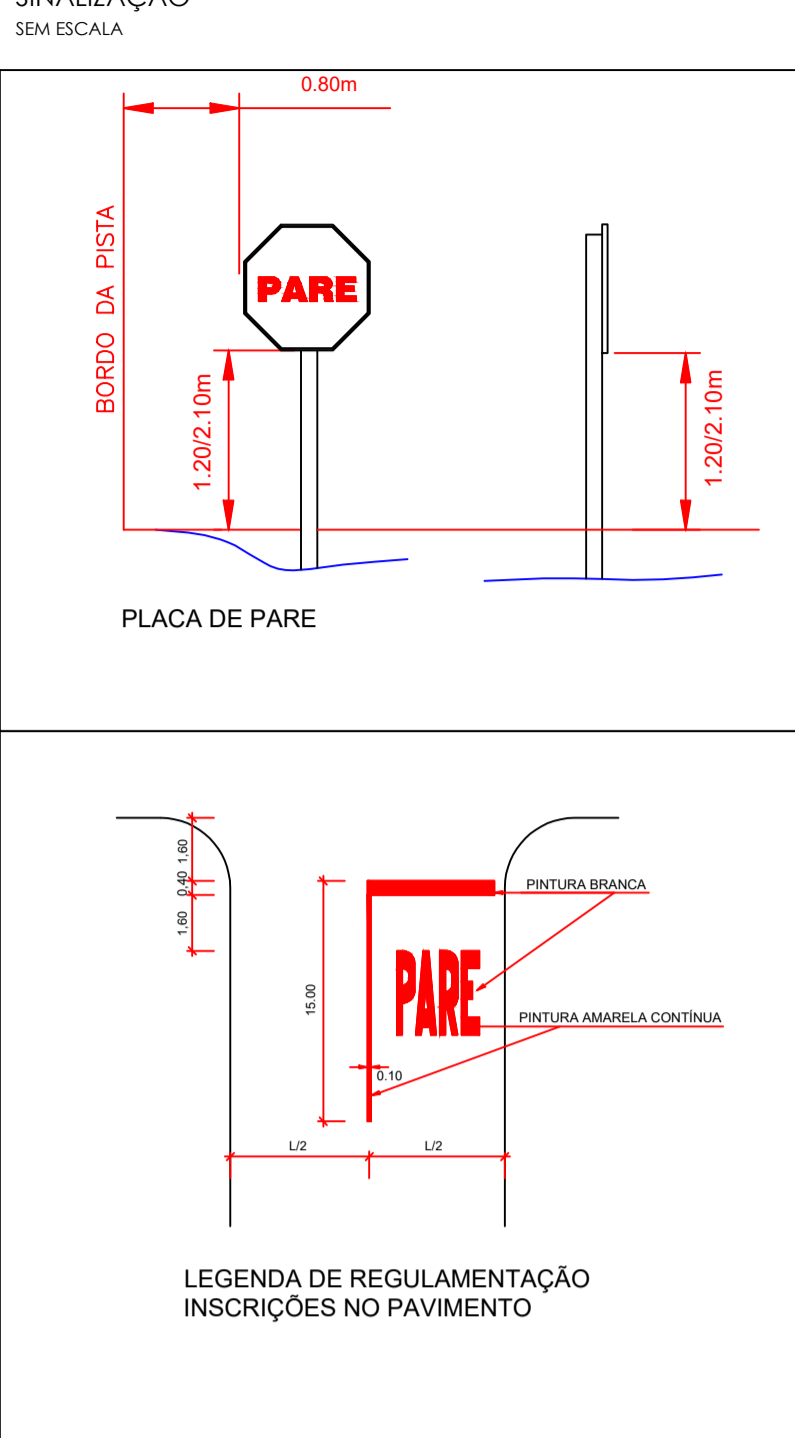 SINALIZAÇÃO
SEM ESCALA
0.80m
BORDO DA PISTA
PARE
1.20/2.10m
1.20/2.10m
PLACA DE PARE
1,60
0,40
1,60
15.00
PINTURA BRANCA
PARE
PINTURA AMARELA CONTÍNUA
0.10
L/2
L/2
LEGENDA DE REGULAMENTAÇÃO
INSCRIÇÕES NO PAVIMENTO